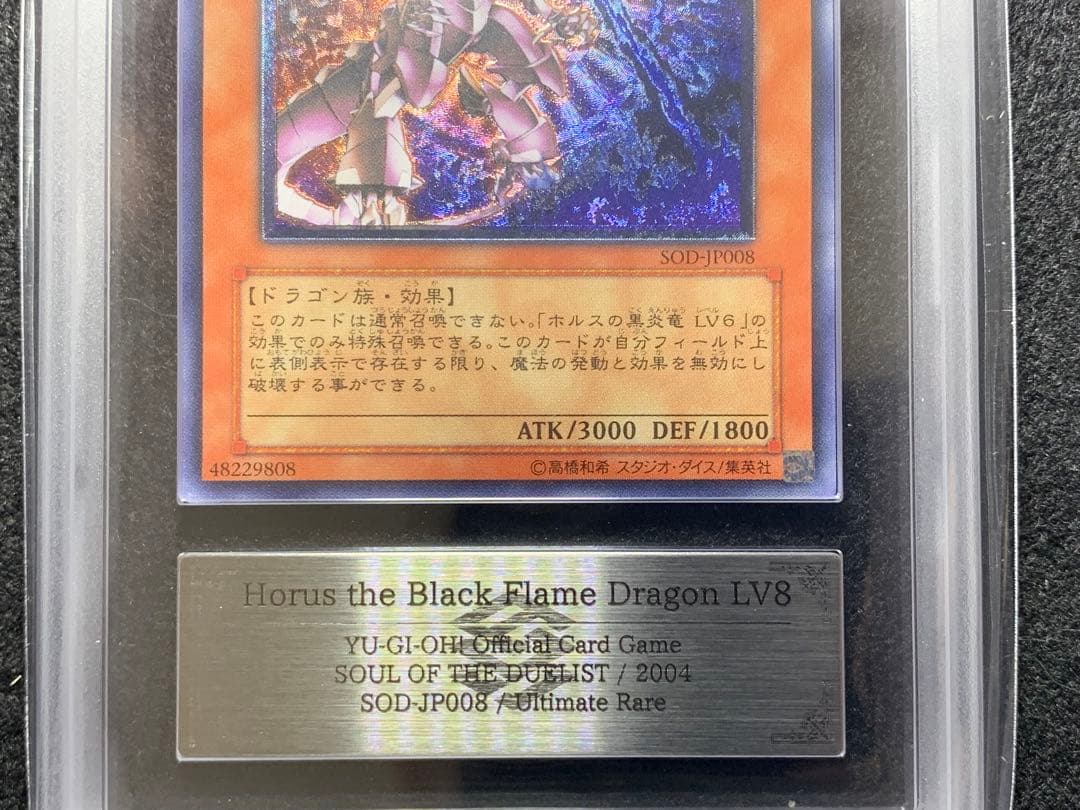 SOD-JP008
【ドラゴン族・効果】
このカードは通常召喚できない。「ホルスの黒炎竜 LV6」の
効果でのみ特殊召喚できる。このカードが自分フィールド上
に表側表示で存在する限り、魔法の発動と効果を無効にし
破壊する事ができる。
ATK/3000 DEF/1800
48229808
©高橋和希 スタジオ・ダイス/集英社
Horus the Black Flame Dragon LV8
YU-GI-OH! Official Card Game
SOUL OF THE DUELIST / 2004
SOD-JP008 / Ultimate Rare